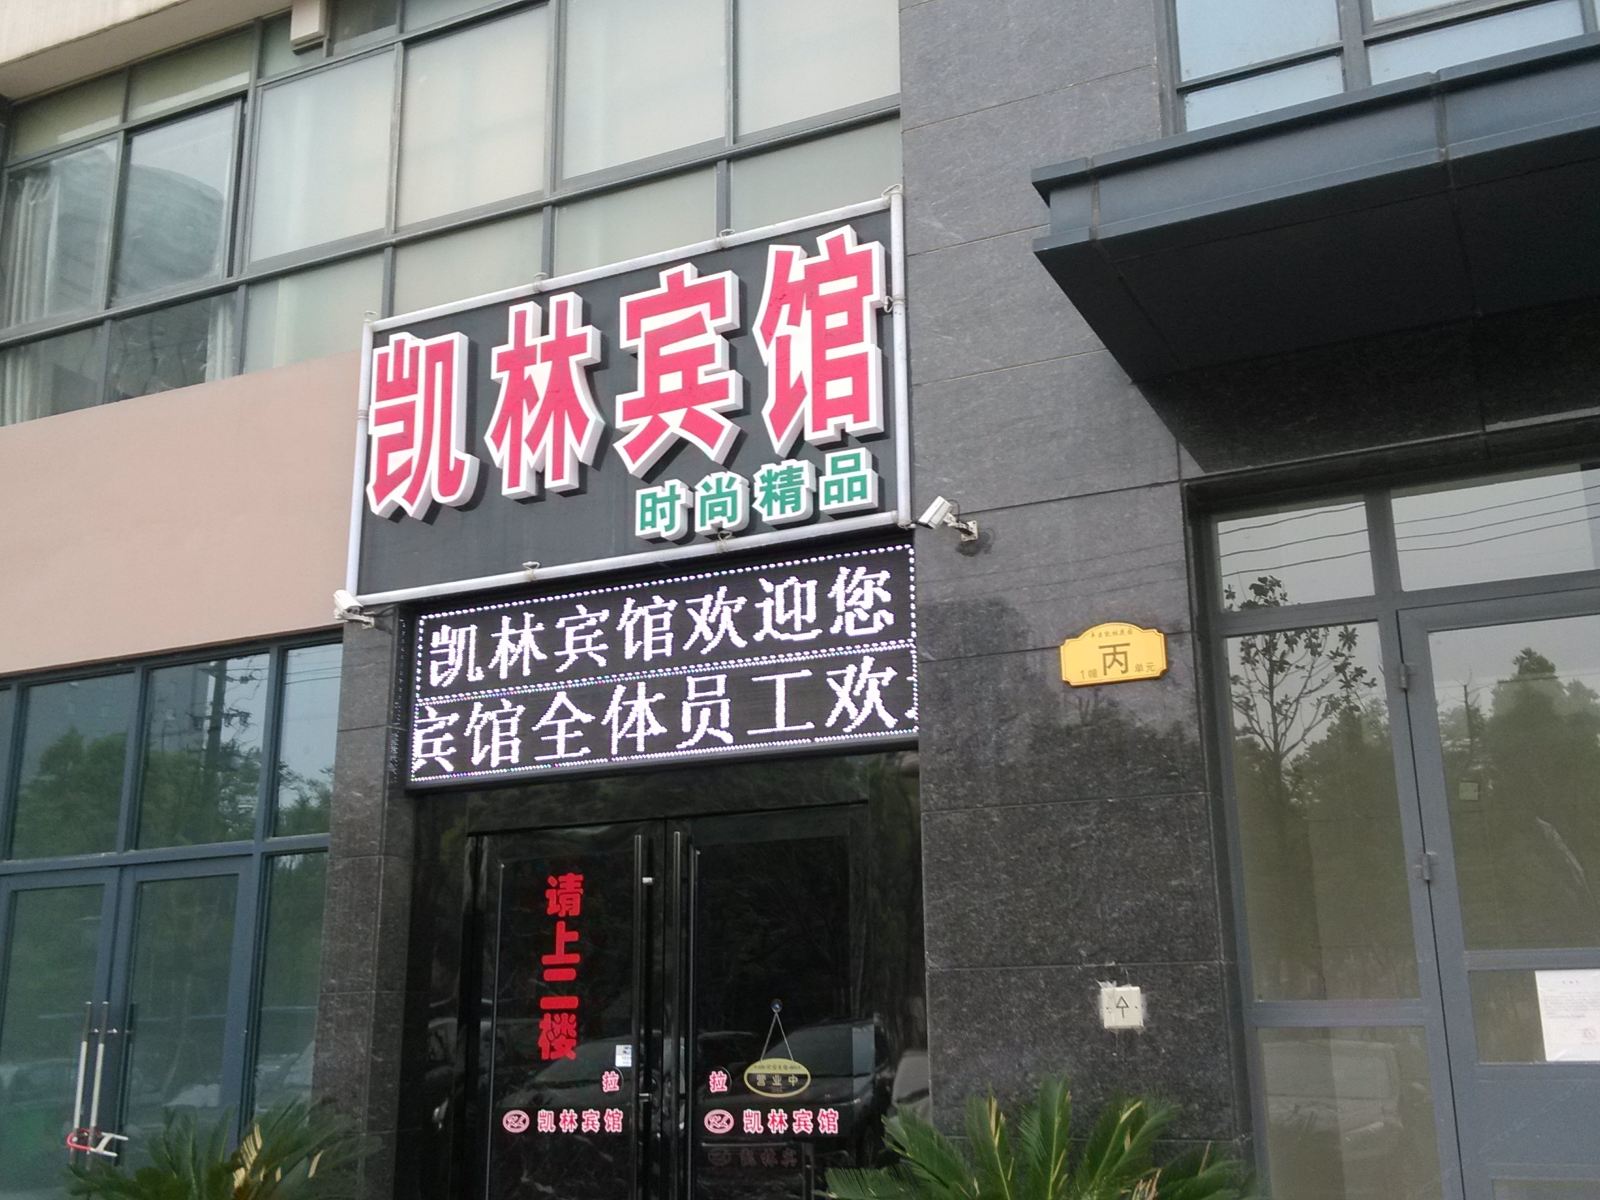 凯林宾馆
时尚精品
凯林宾馆欢迎您
宾馆全体员工欢
丙
1幢 单元
请上二楼
拉
拉
营业中
凯林宾馆
凯林宾馆